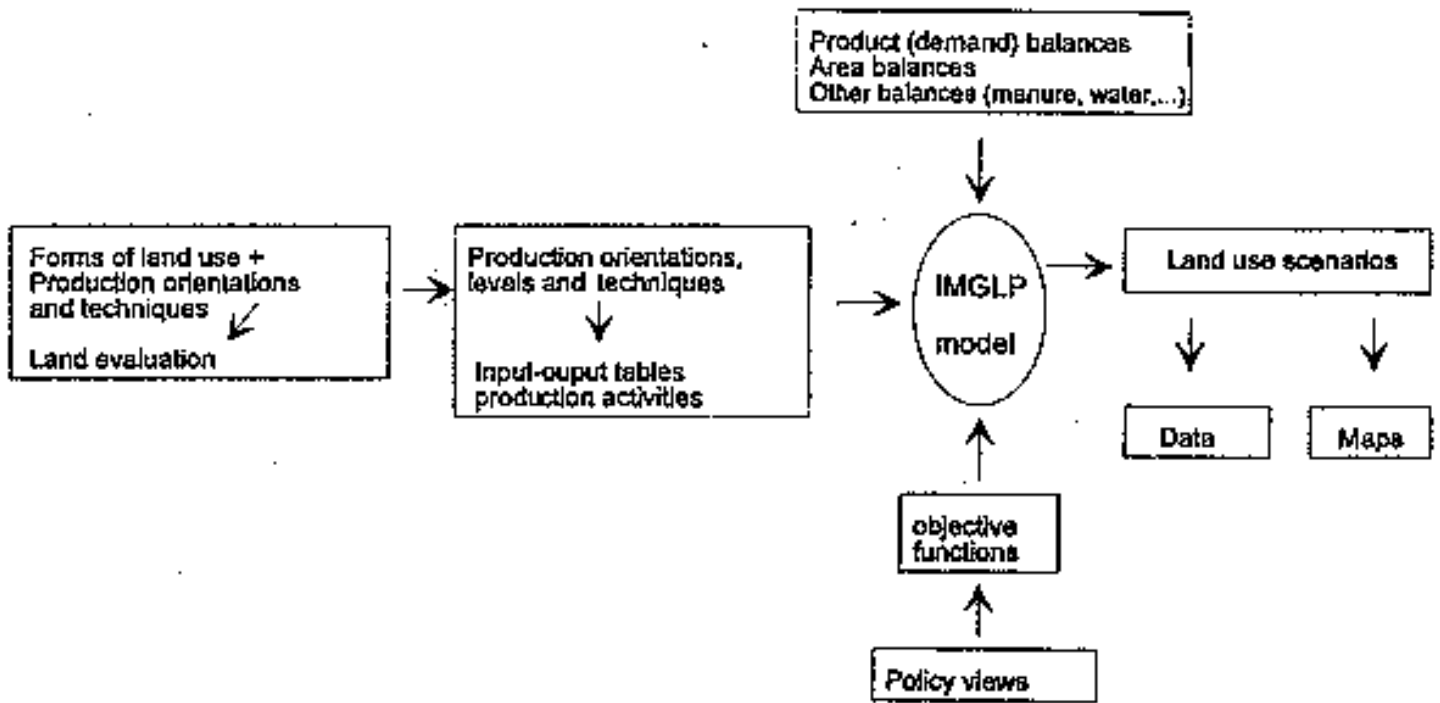 Product (demand) balances
Area balances
Other balances (manure, water,...)
Forms of land use +
Production orientations
and techniques
Land evaluation
Production orientations,
levels and techniques
Input-ouput tables
production activities
IMGLP
model
Land use scenarios
Data
Maps
objective
functions
Policy views